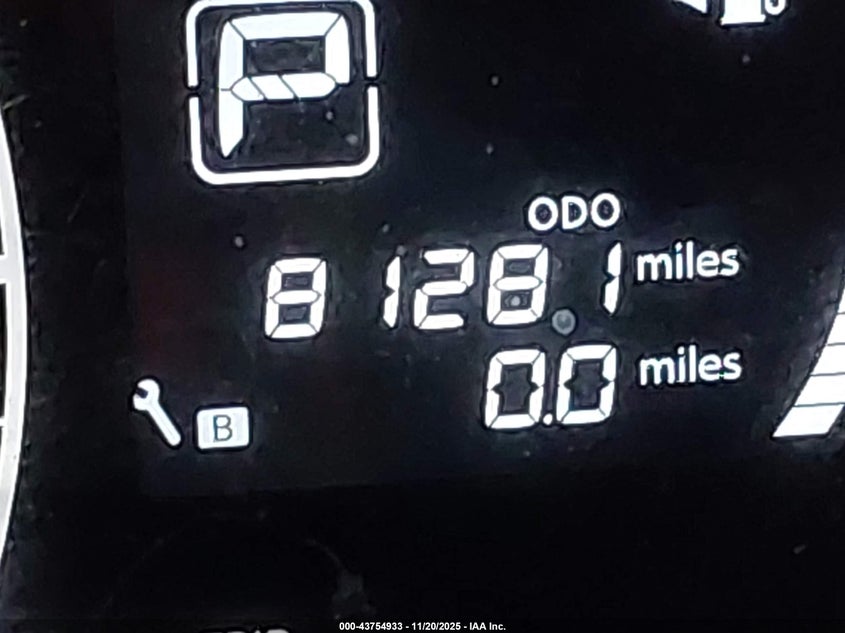 P
ODO
81281 miles
0.0 miles
B
000-43754933 - 11/20/2025 - IAA Inc.